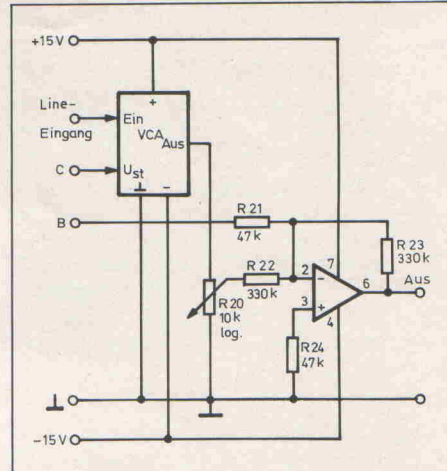 +15V
+
Line-
Eingang
Ein
VCA
Aus
C
Ust
⊥
−
B
R 21
47k
R 23
330k
R 22
330k
2
−
7
6
Aus
3
+
4
R 20
10k
log.
R 24
47k
⊥
−15V